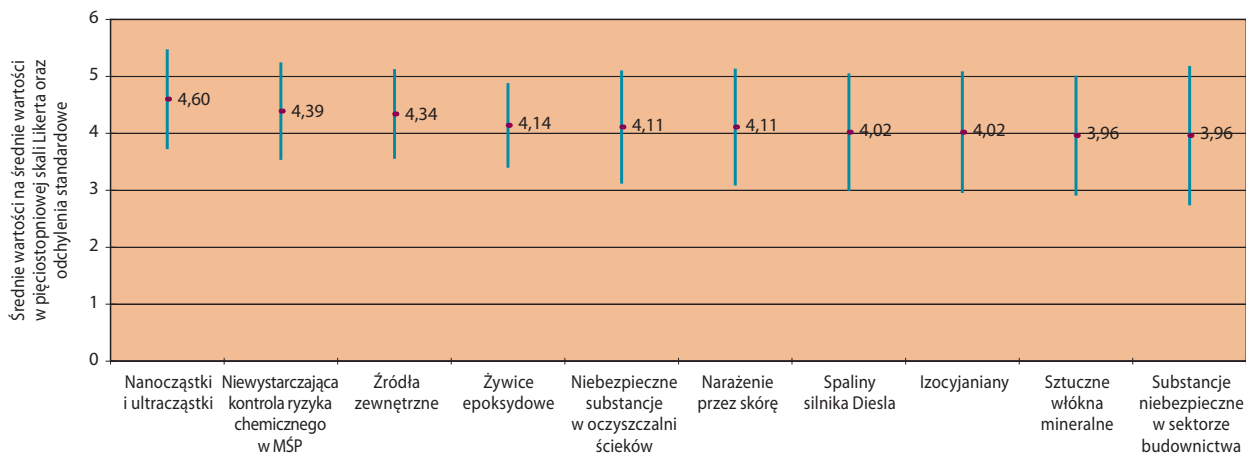 Średnie wartości na średnie wartości
w pięciostopniowej skali Likerta oraz
odchylenia standardowe
6
5
4
3
2
1
0
4,60
4,39
4,34
4,14
4,11
4,11
4,02
4,02
3,96
3,96
Nanocząstki
i ultracząstki
Niewystarczająca
kontrola ryzyka
chemicznego
w MŚP
Źródła
zewnętrzne
Żywice
epoksydowe
Niebezpieczne
substancje
w oczyszczalni
ścieków
Narażenie
przez skórę
Spaliny
silnika Diesla
Izocyjaniany
Sztuczne
włókna
mineralne
Substancje
niebezpieczne
w sektorze
budownictwa